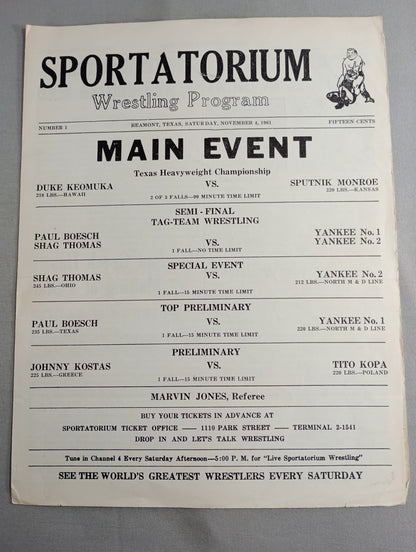 SPORTATORIUM
Wrestling Program
NUMBER 1 BEAMONT, TEXAS, SATURDAY, NOVEMBER 4, 1961 FIFTEEN CENTS
MAIN EVENT
Texas Heavyweight Championship
DUKE KEOMUKA VS. SPUTNIK MONROE
218 LBS.—HAWAII 2 OF 3 FALLS—90 MINUTE TIME LIMIT 220 LBS.—KANSAS
SEMI-FINAL
TAG-TEAM WRESTLING
PAUL BOESCH YANKEE No. 1
SHAG THOMAS VS. YANKEE No. 2
1 FALL—NO TIME LIMIT
SPECIAL EVENT
SHAG THOMAS VS. YANKEE No. 2
245 LBS.—OHIO 1 FALL—15 MINUTE TIME LIMIT 212 LBS.—NORTH M & D LINE
TOP PRELIMINARY
PAUL BOESCH VS. YANKEE No. 1
235 LBS.—TEXAS 1 FALL—15 MINUTE TIME LIMIT 220 LBS.—NORTH M & D LINE
PRELIMINARY
JOHNNY KOSTAS VS. TITO KOPA
225 LBS.—GREECE 1 FALL—15 MINUTE TIME LIMIT 220 LBS.—POLAND
MARVIN JONES, Referee
BUY YOUR TICKETS IN ADVANCE AT
SPORTATORIUM TICKET OFFICE — 1110 PARK STREET — TERMINAL 2-1541
DROP IN AND LET'S TALK WRESTLING
Tune in Channel 4 Every Saturday Afternoon—5:00 P. M. for "Live Sportatorium Wrestling"
SEE THE WORLD'S GREATEST WRESTLERS EVERY SATURDAY